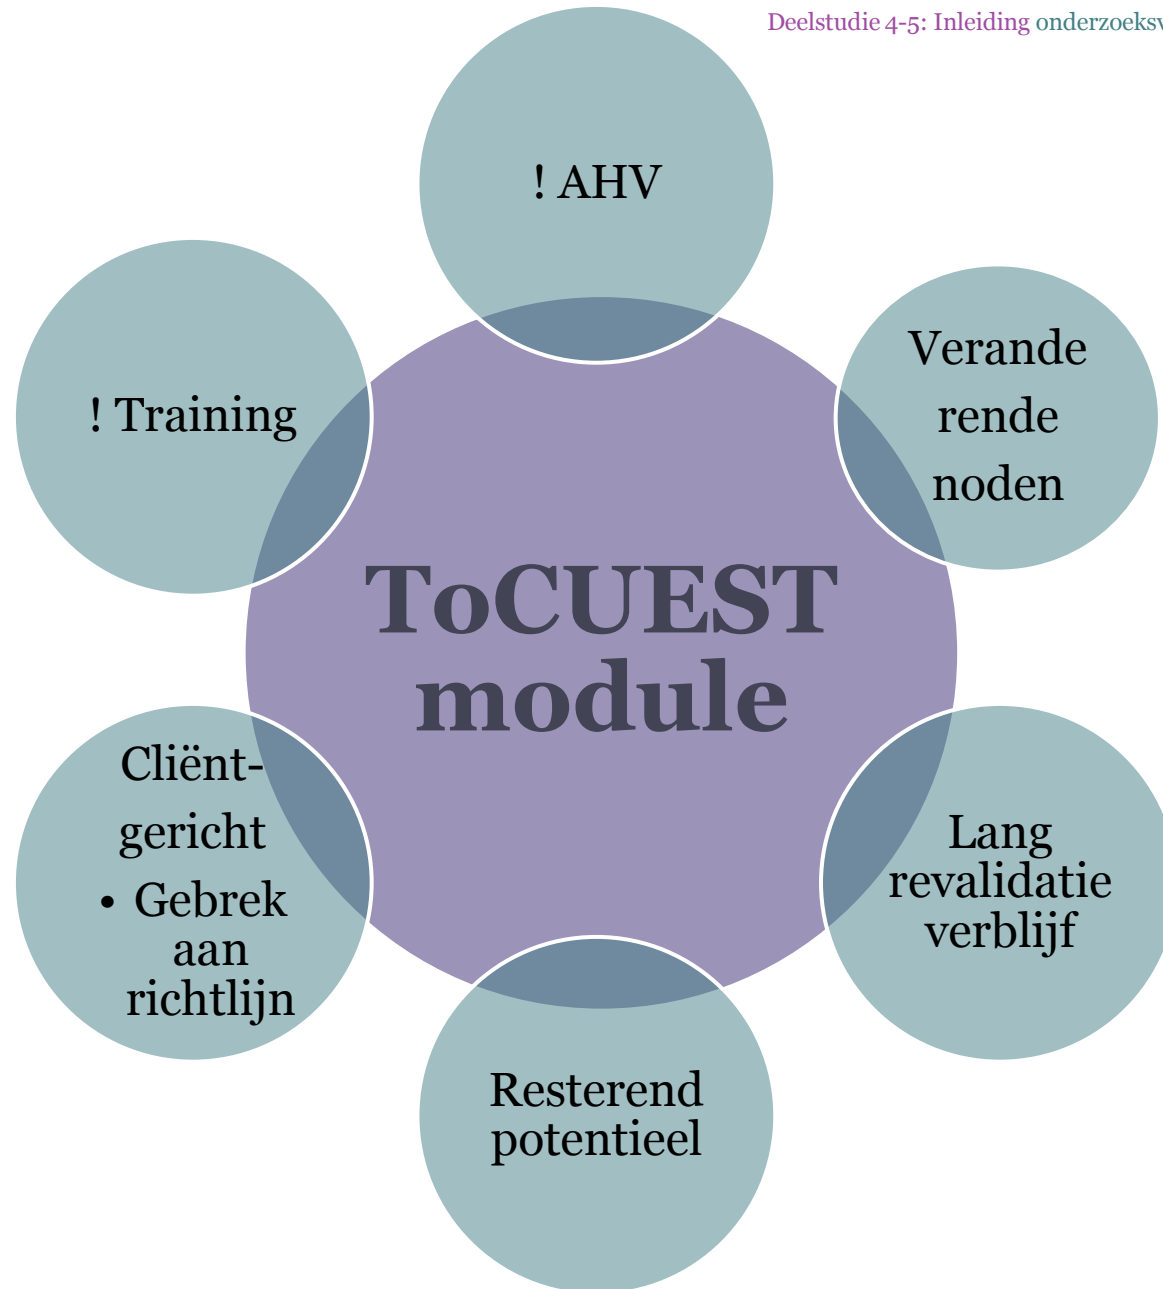 Deelstudie 4-5: Inleiding onderzoeksv
! AHV
Verande
rende
noden
! Training
ToCUEST
module
Cliënt-
gericht
• Gebrek
aan
richtlijn
Lang
revalidatie
verblijf
Resterend
potentieel